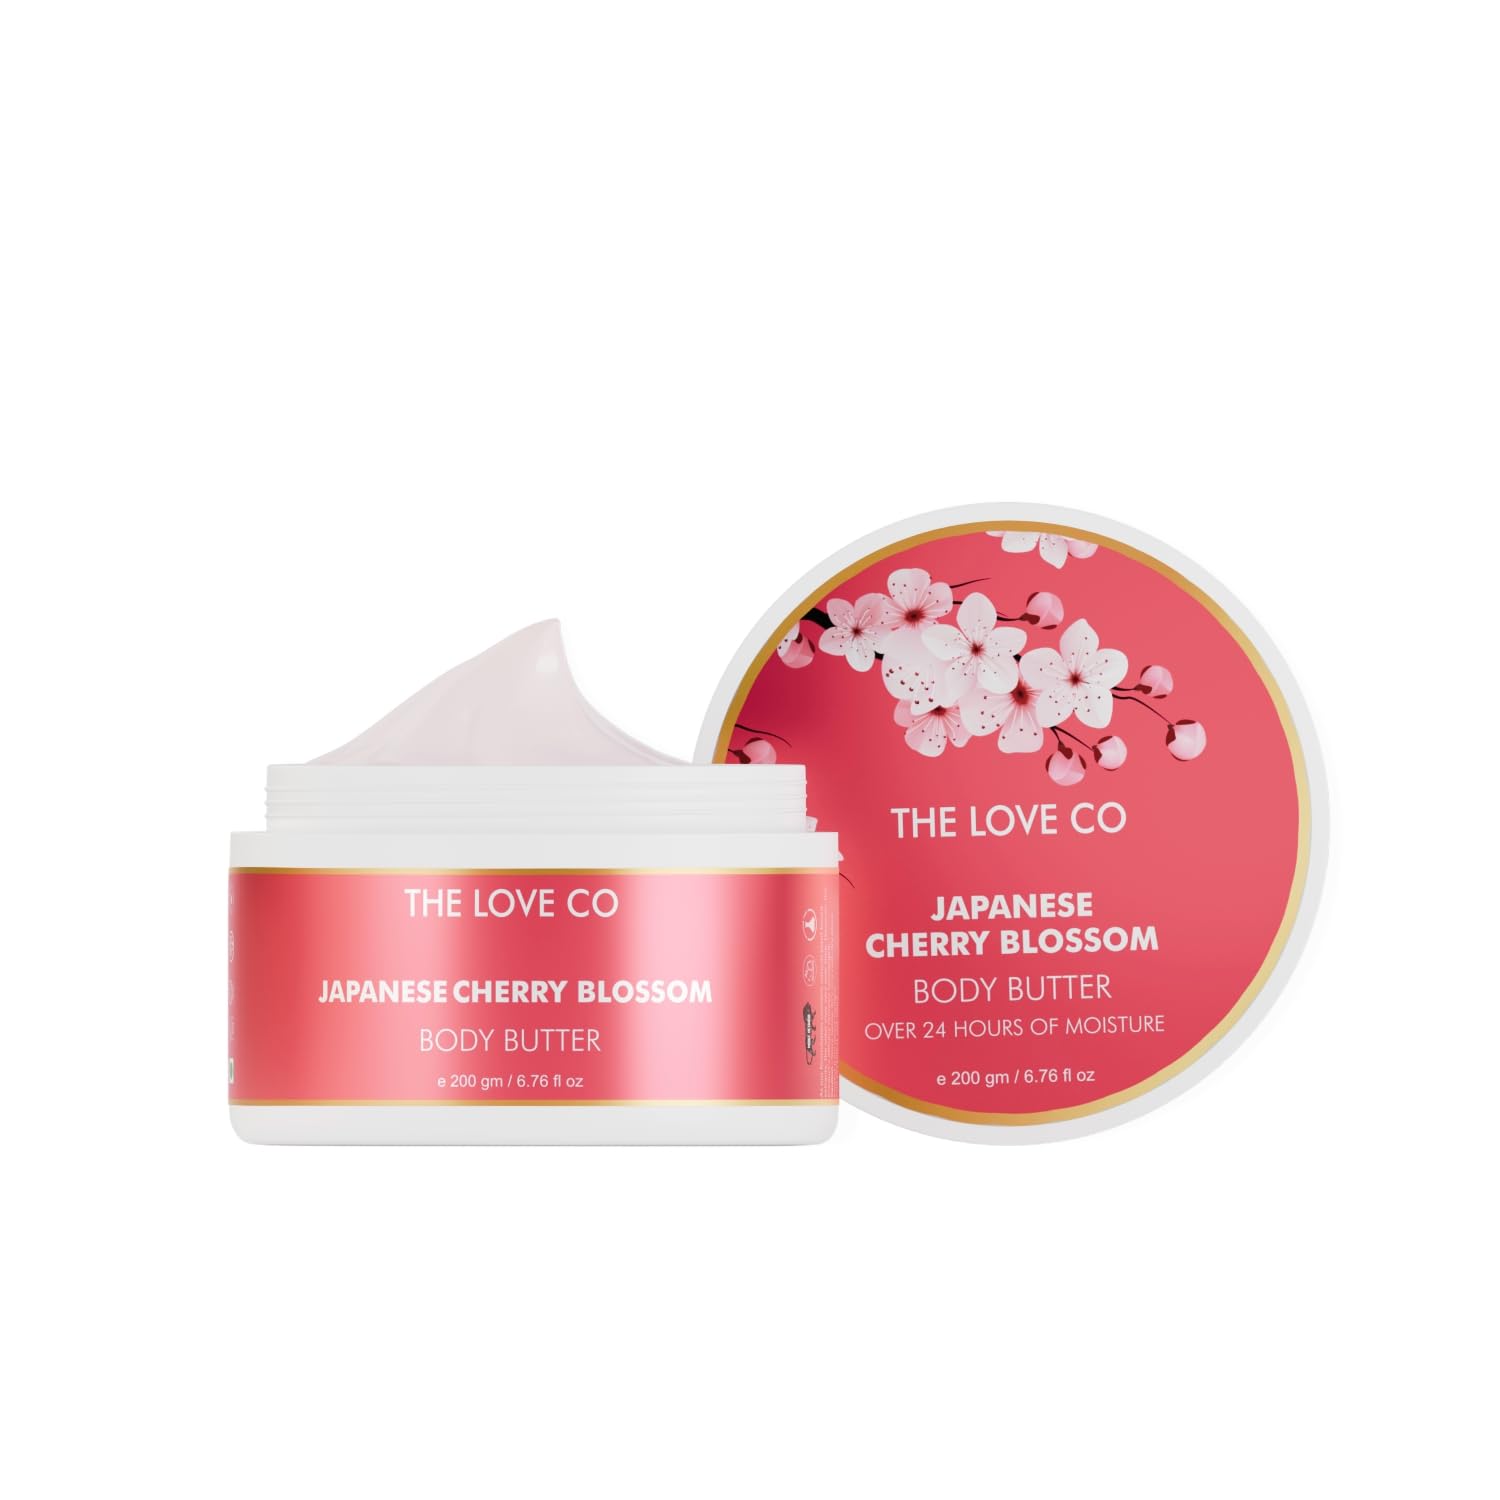 THE LOVE CO
JAPANESE CHERRY BLOSSOM
BODY BUTTER
e 200 gm / 6.76 fl oz
THE LOVE CO
JAPANESE
CHERRY BLOSSOM
BODY BUTTER
OVER 24 HOURS OF MOISTURE
e 200 gm / 6.76 fl oz